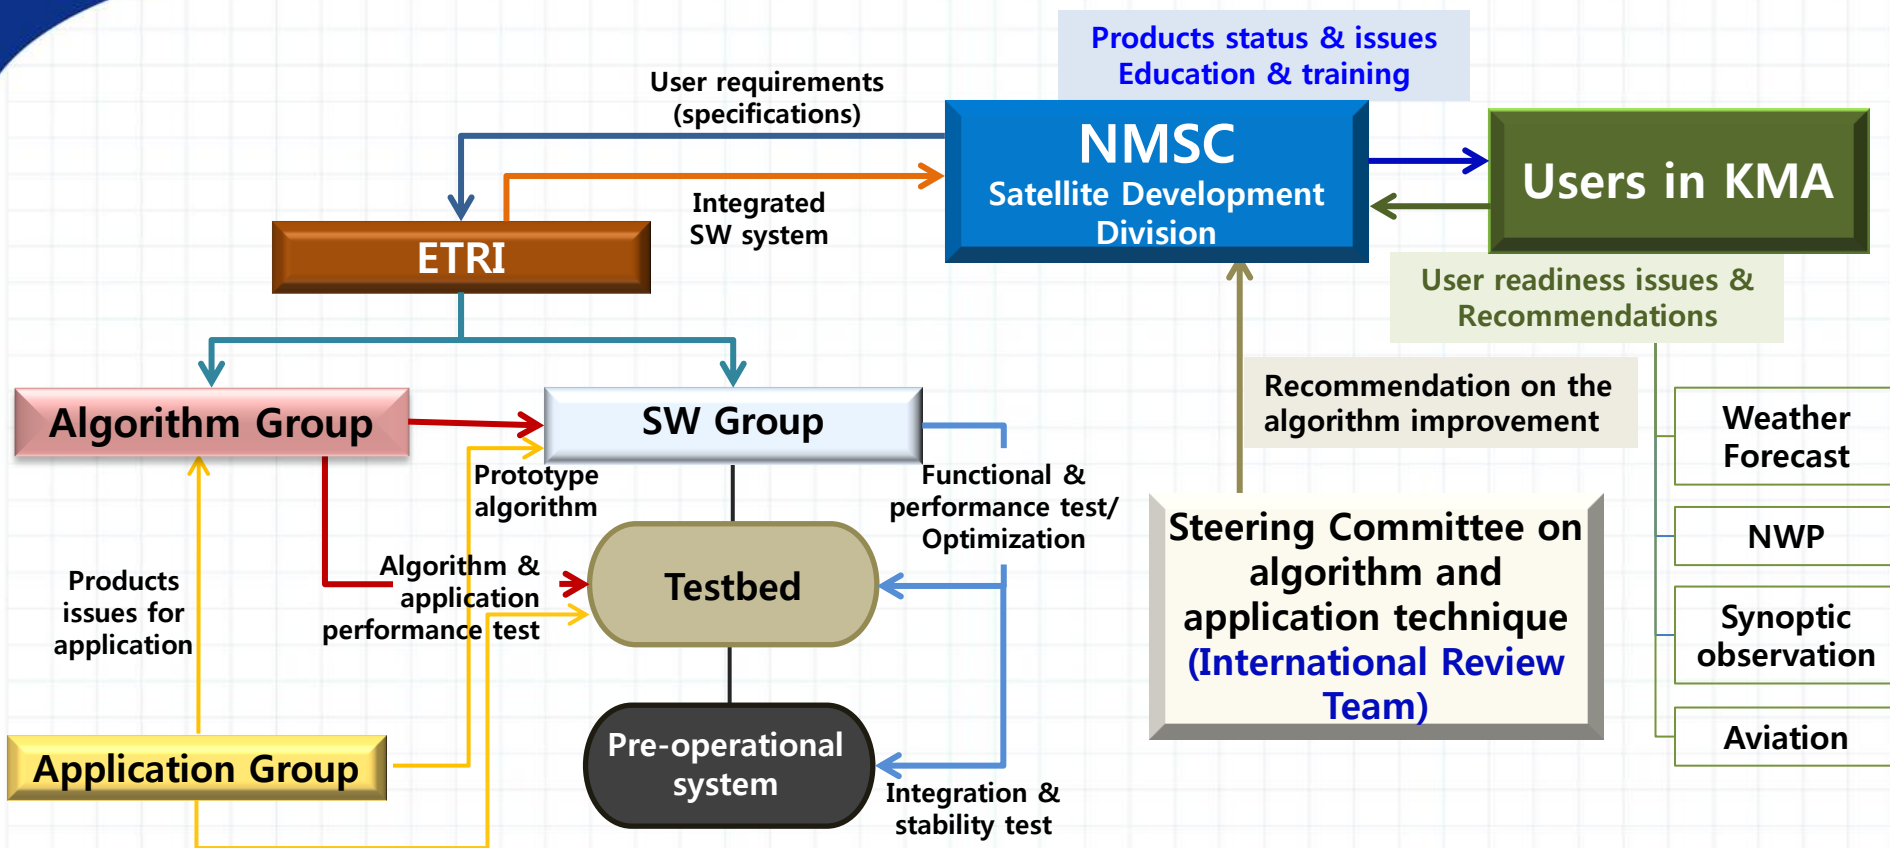 Products status & issues
Education & training
User requirements
(specifications)
NMSC
Satellite Development
Division
Users in KMA
Integrated
SW system
ETRI
User readiness issues &
Recommendations
Algorithm Group
SW Group
Recommendation on the
algorithm improvement
Weather
Forecast
Prototype
algorithm
Functional &
performance test/
Optimization
Steering Committee on
algorithm and
application technique
(International Review
Team)
NWP
Products
issues for
application
Algorithm &
application
performance test
Testbed
Synoptic
observation
Aviation
Application Group
Pre-operational
system
Integration &
stability test